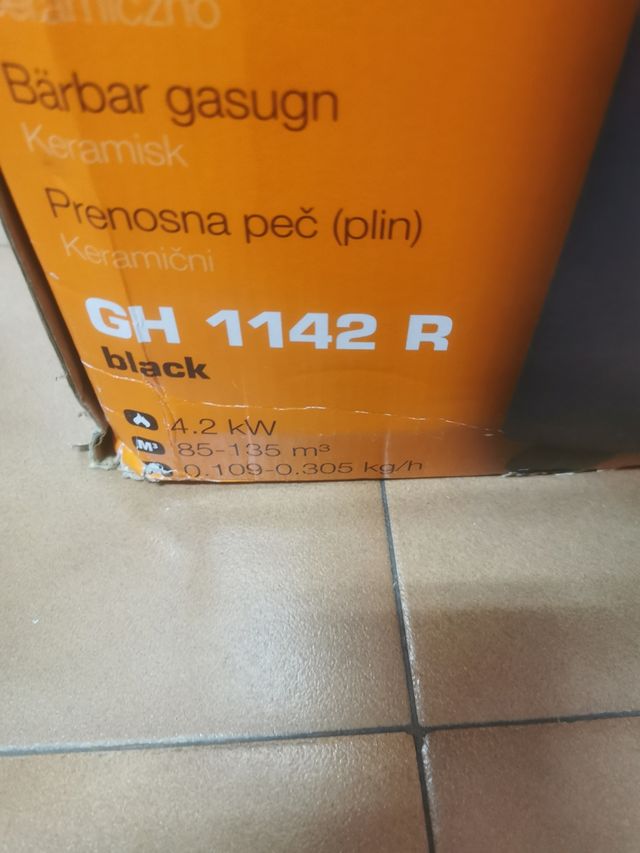 Bärbar gasugn
Keramisk
Prenosna peč (plin)
Keramični
GH 1142 R
black
4.2 kW
M³ 85-135 m³
0.109-0.305 kg/h